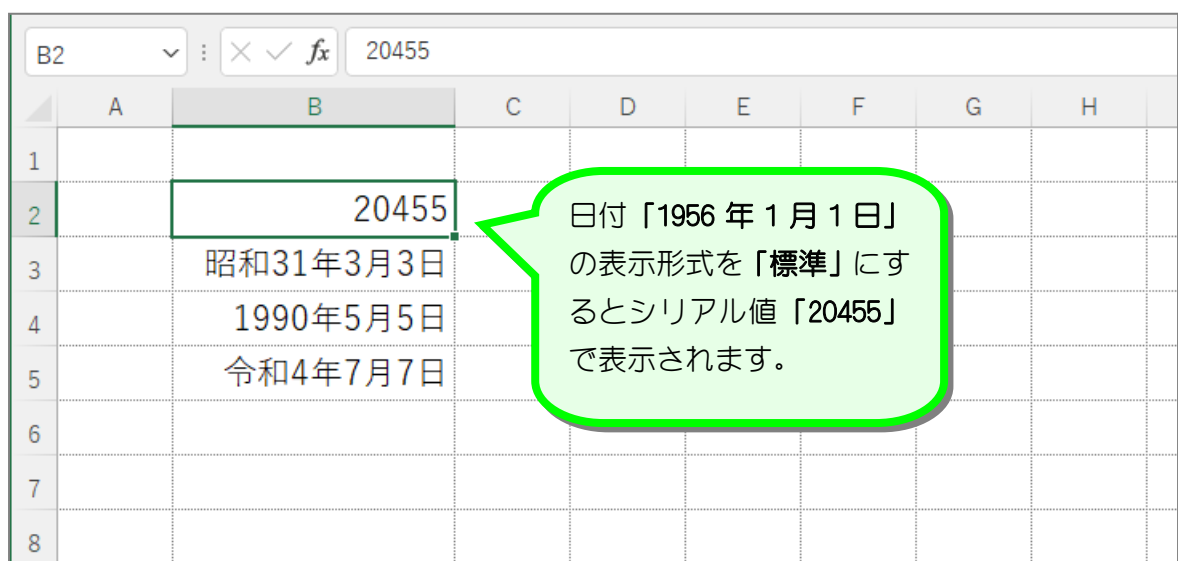 B2 fx 20455
A B C D E F G H
1
2 20455
3 昭和31年3月3日
4 1990年5月5日
5 令和4年7月7日
6
7
8
日付「1956 年 1 月 1 日」
の表示形式を「標準」にす
るとシリアル値「20455」
で表示されます。